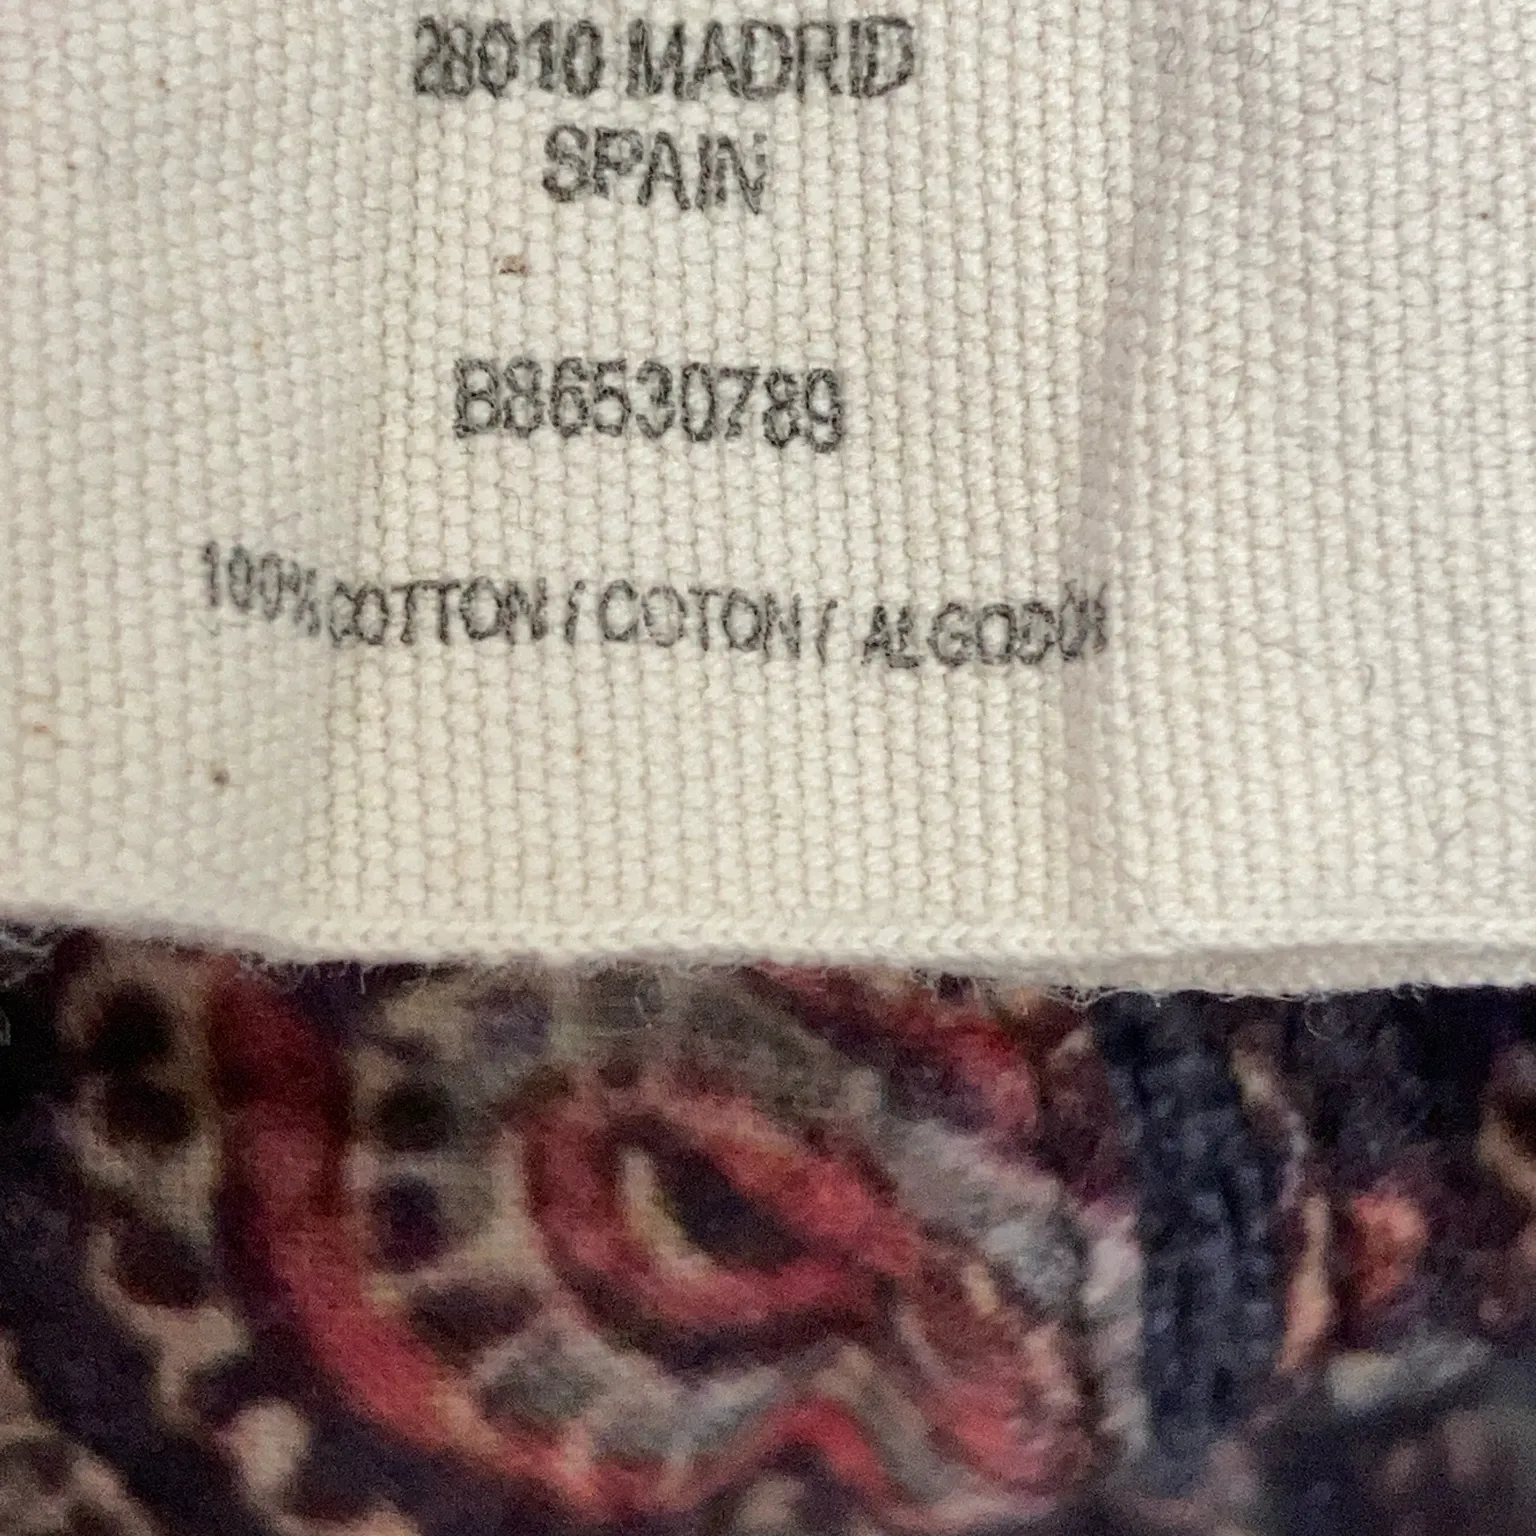 28010 MADRID
SPAIN
B86530789
100% COTTON / COTON / ALGODÓN